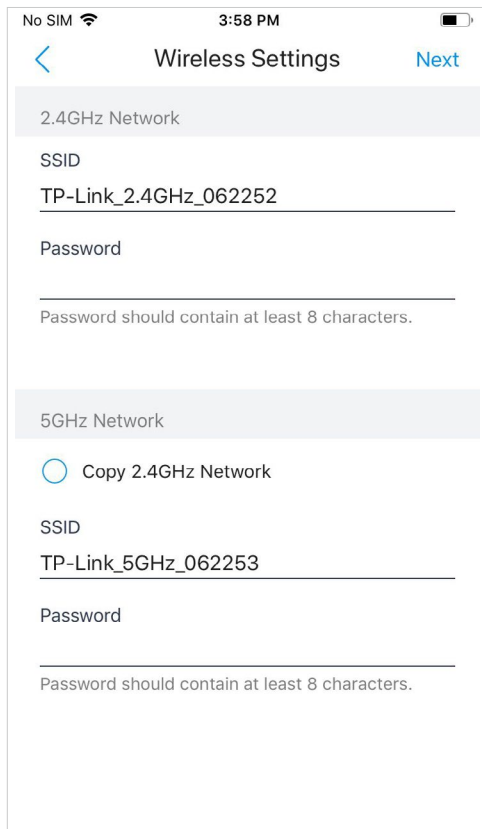 No SIM 3:58 PM
Wireless Settings Next
2.4GHz Network
SSID
TP-Link_2.4GHz_062252
Password
Password should contain at least 8 characters.
5GHz Network
Copy 2.4GHz Network
SSID
TP-Link_5GHz_062253
Password
Password should contain at least 8 characters.